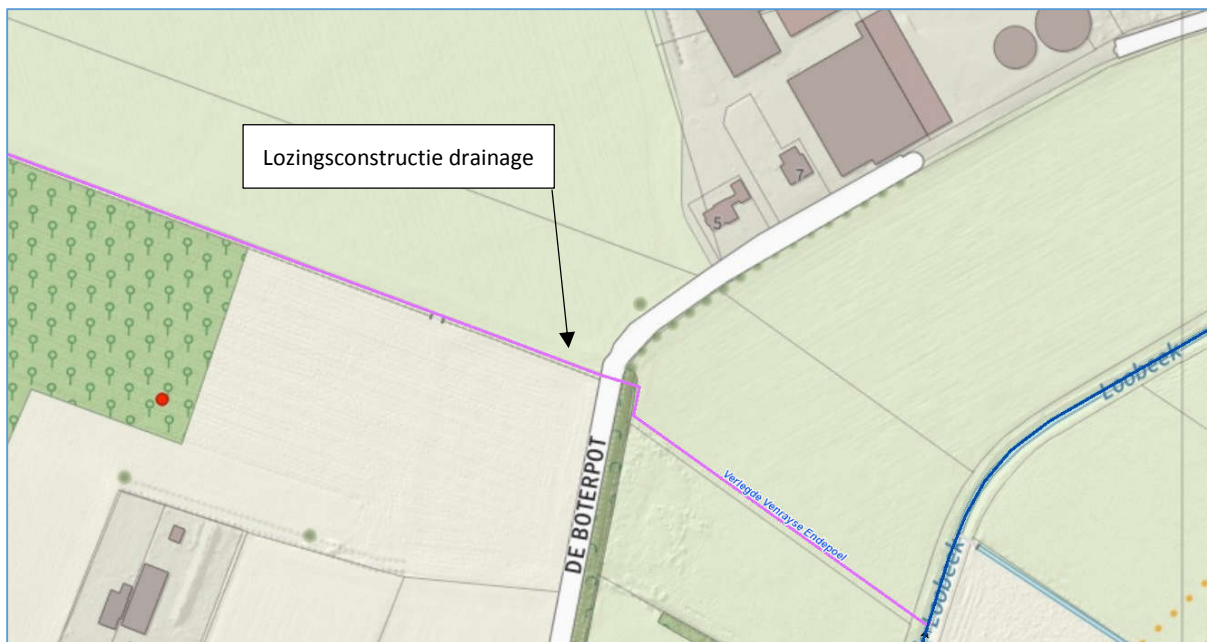 Lozingsconstructie drainage
7
5
DE BOTERPOT
Loobeek
Verlegde Venrayse Endepoel
Loobeek